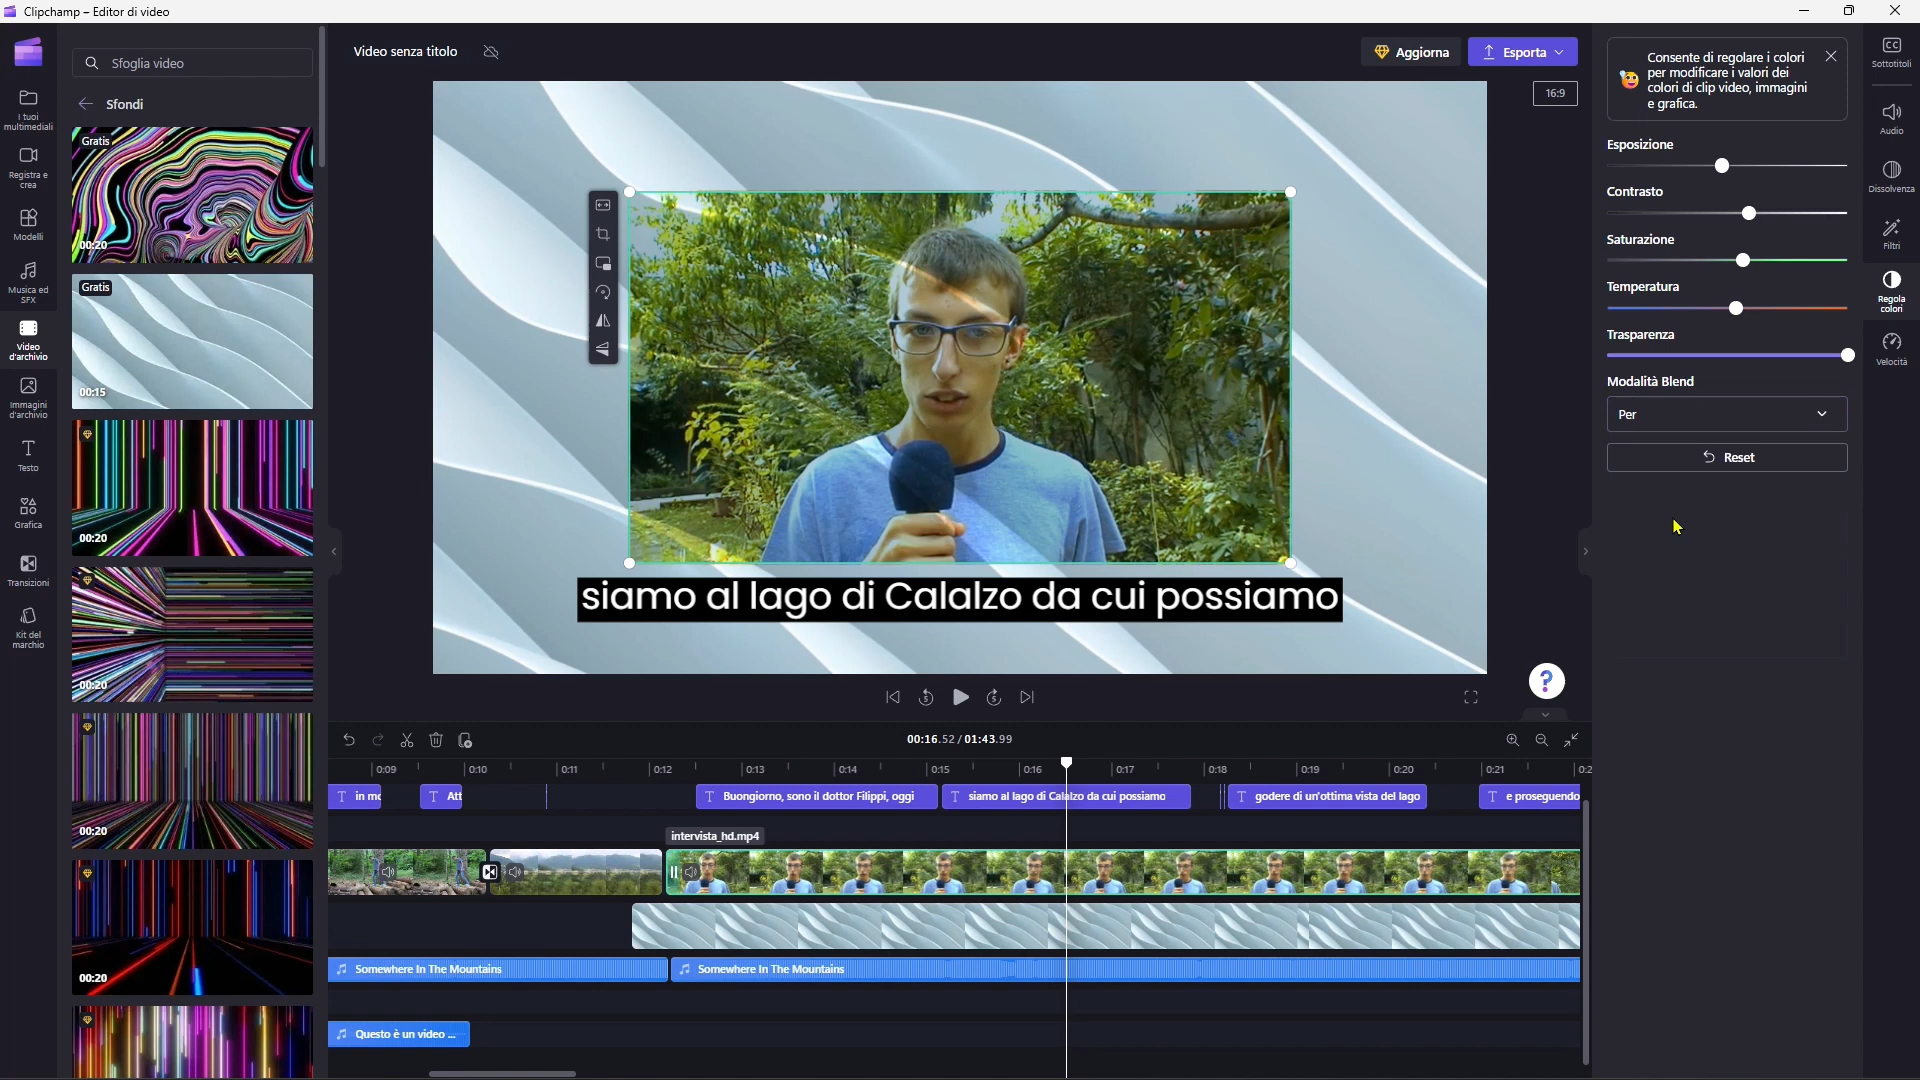 Clipchamp – Editor di video
Sfoglia video
Sfondi
I tuoi
multimediali
Registra e
crea
Modelli
Musica ed
SFX
Video
d'archivio
Immagini
d'archivio
Testo
Grafica
Transizioni
Kit del
marchio
Gratis
00:20
Gratis
00:15
00:20
00:20
00:20
00:20
Video senza titolo
Aggiorna
Esporta
16:9
siamo al lago di Calalzo da cui possiamo
?
00:16.52 / 01:43.99
0:09 0:10 0:11 0:12 0:13 0:14 0:15 0:16 0:17 0:18 0:19 0:20 0:21
T Att
T Buongiorno, sono il dottor Filippi, oggi
T siamo al lago di Calalzo da cui possiamo
T godere di un'ottima vista del lago
T e proseguendo
intervista_hd.mp4
Somewhere In The Mountains
Somewhere In The Mountains
Questo è un video ...
Consente di regolare i colori
per modificare i valori dei
colori di clip video, immagini
e grafica.
Esposizione
Contrasto
Saturazione
Temperatura
Trasparenza
Modalità Blend
Per
Reset
CC
Sottotitoli
Audio
Dissolvenza
Filtri
Regola
colori
Velocità